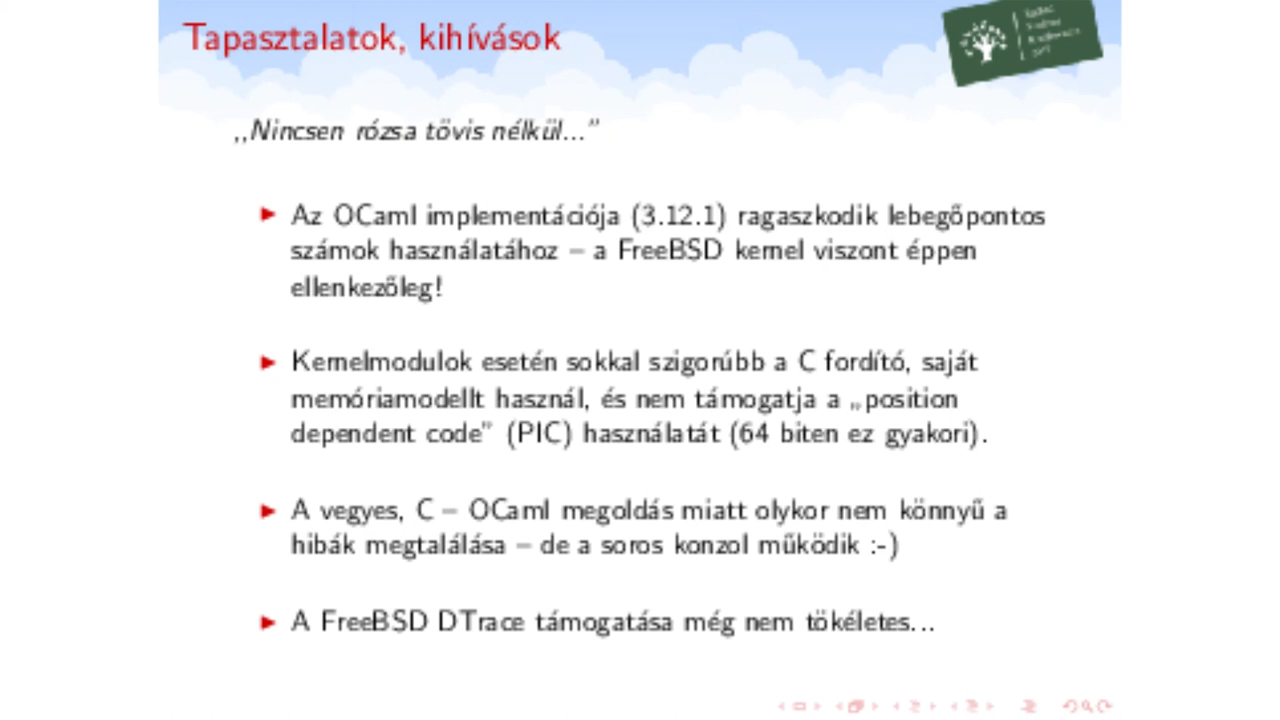 Tapasztalatok, kihívások
,,Nincsen rózsa tövis nélkül...”
Az OCaml implementációja (3.12.1) ragaszkodik lebegőpontos
számok használatához – a FreeBSD kernel viszont éppen
ellenkezőleg!
Kernelmodulok esetén sokkal szigorúbb a C fordító, saját
memóriamodellt használ, és nem támogatja a „position
dependent code” (PIC) használatát (64 biten ez gyakori).
A vegyes, C – OCaml megoldás miatt olykor nem könnyű a
hibák megtalálása – de a soros konzol működik :-)
A FreeBSD DTrace támogatása még nem tökéletes...